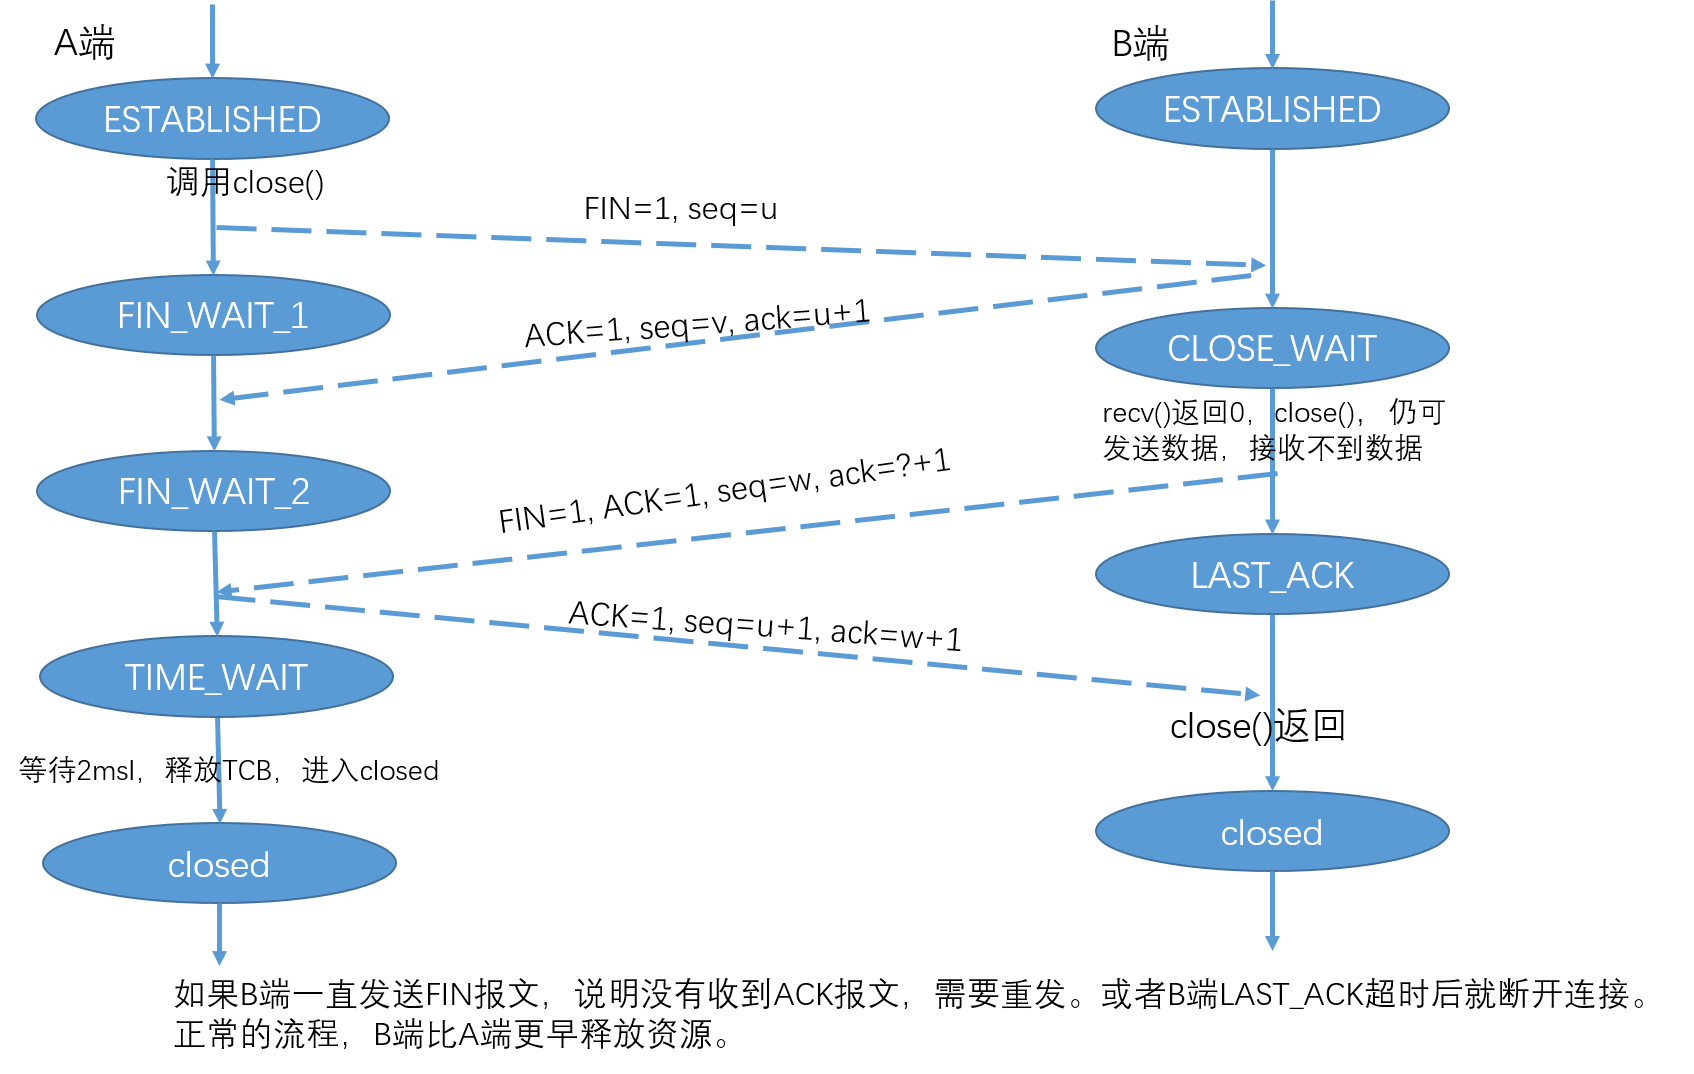 A端
B端
ESTABLISHED
ESTABLISHED
调用close()
FIN=1, seq=u
FIN_WAIT_1
ACK=1, seq=v, ack=u+1
CLOSE_WAIT
recv()返回0，close()，仍可
发送数据，接收不到数据
FIN_WAIT_2
FIN=1, ACK=1, seq=w, ack=?+1
LAST_ACK
ACK=1, seq=u+1, ack=w+1
TIME_WAIT
close()返回
等待2msl，释放TCB，进入closed
closed
closed
如果B端一直发送FIN报文，说明没有收到ACK报文，需要重发。或者B端LAST_ACK超时后就断开连接。
正常的流程，B端比A端更早释放资源。